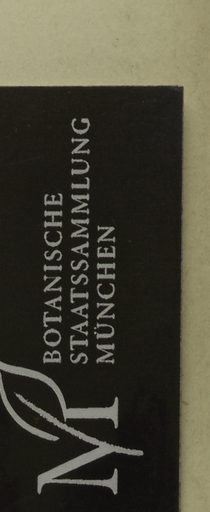 BOTANISCHE
STAATSSAMMLUNG
MÜNCHEN
M